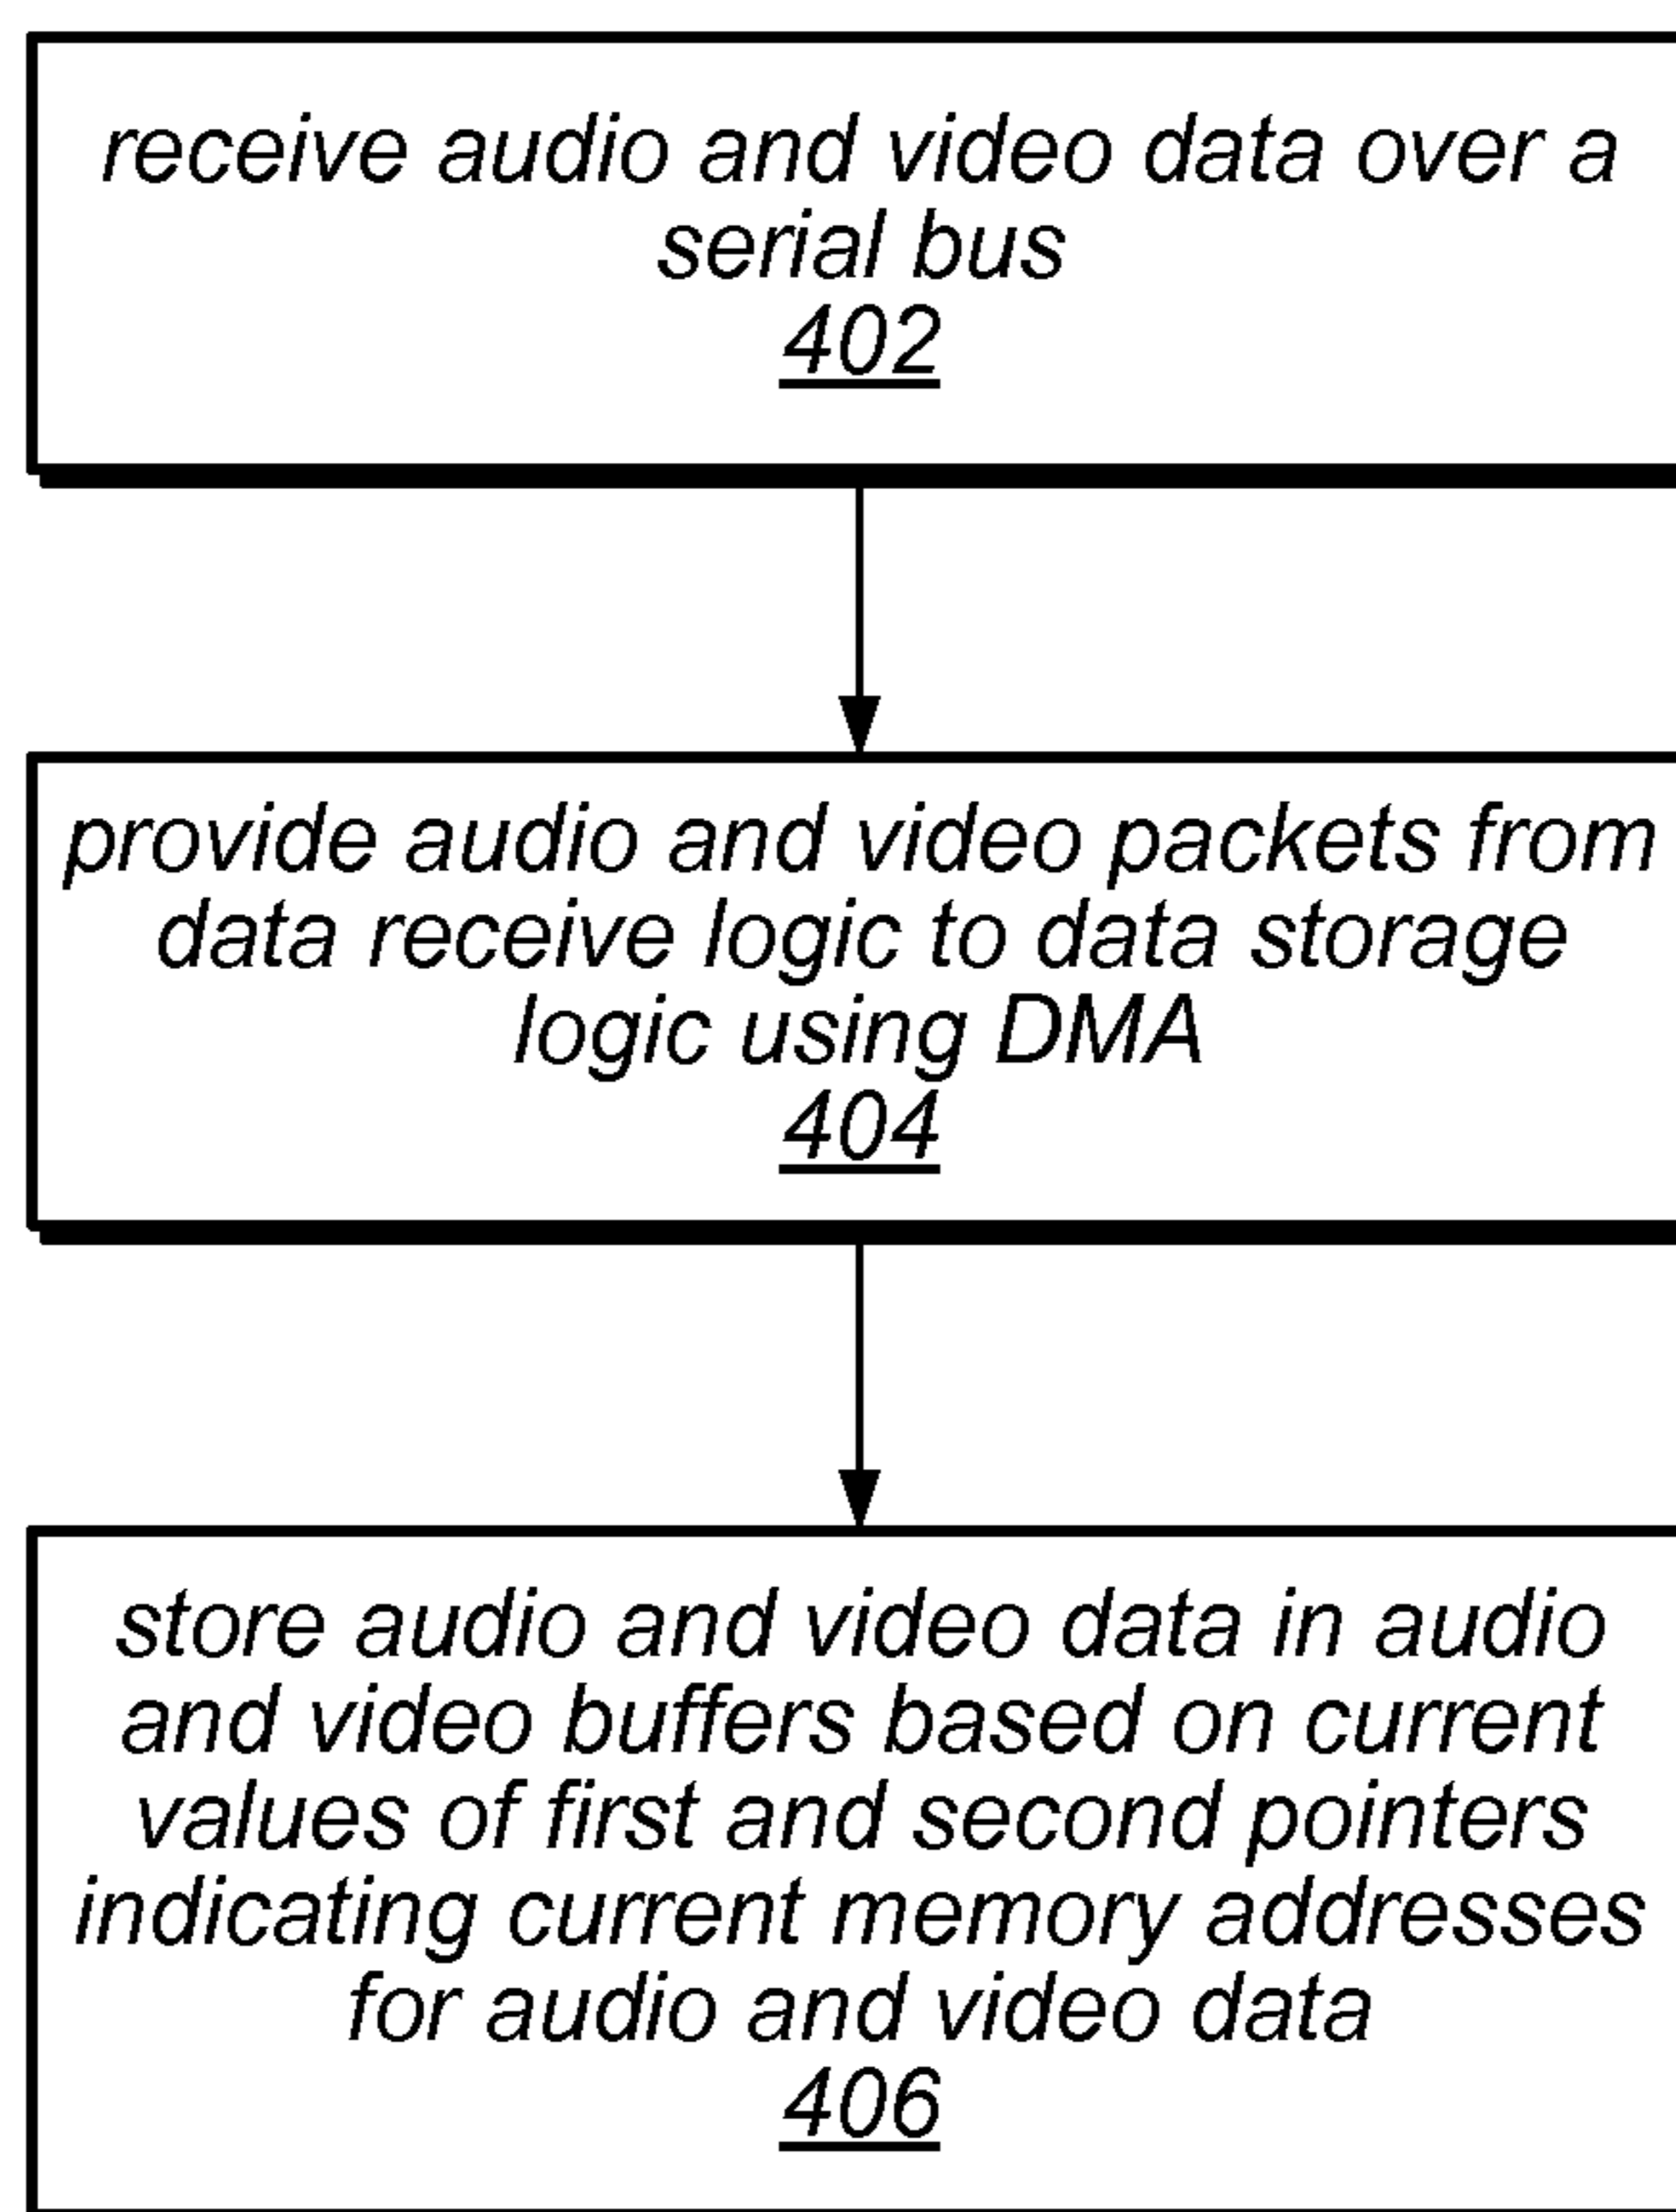 receive audio and video data over a
serial bus
402
provide audio and video packets from
data receive logic to data storage
logic using DMA
404
store audio and video data in audio
and video buffers based on current
values of first and second pointers
indicating current memory addresses
for audio and video data
406